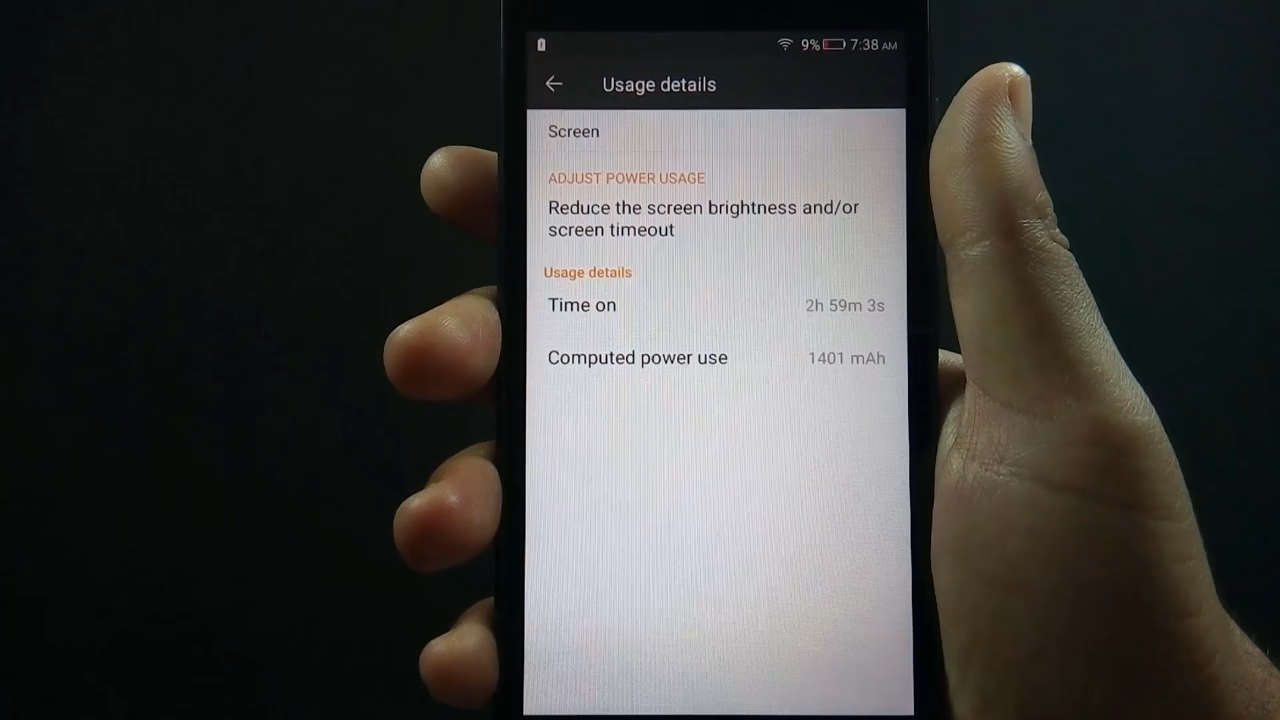 9% 7:38 AM
Usage details
Screen
ADJUST POWER USAGE
Reduce the screen brightness and/or
screen timeout
Usage details
Time on 2h 59m 3s
Computed power use 1401 mAh